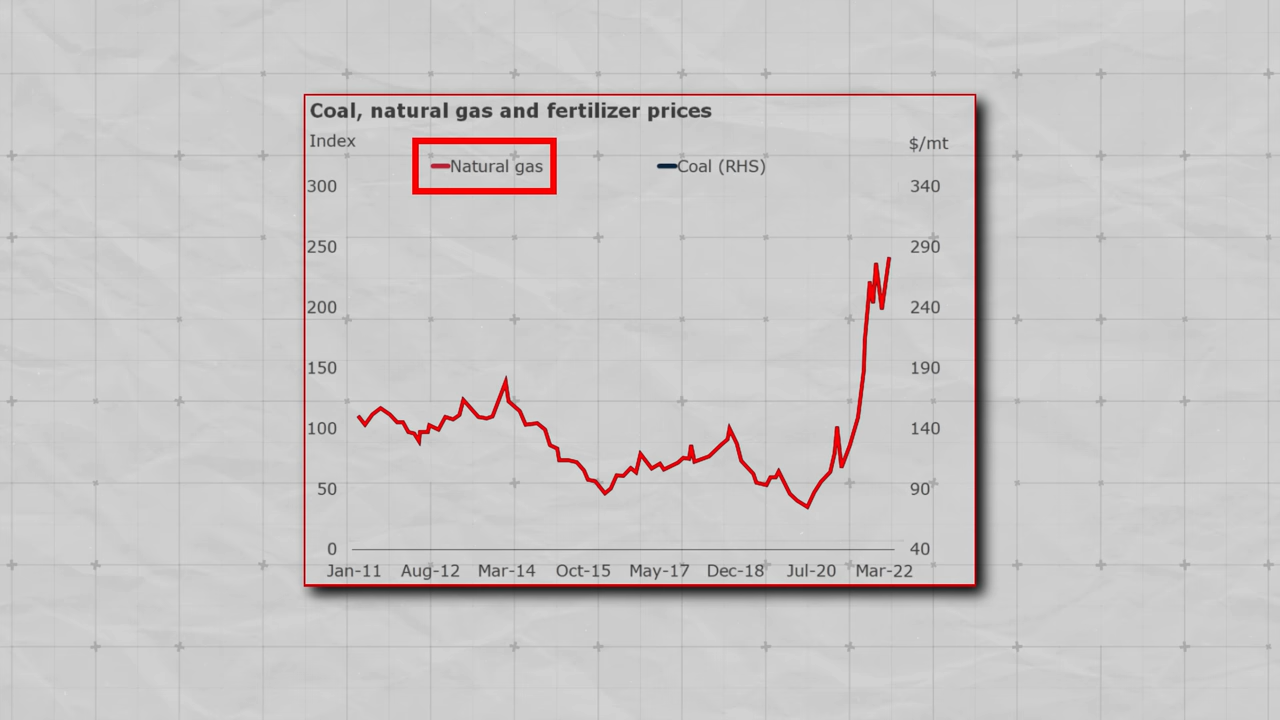 Coal, natural gas and fertilizer prices
Index
$/mt
Natural gas
Coal (RHS)
300
340
250
290
200
240
150
190
100
140
50
90
0
40
Jan-11 Aug-12 Mar-14 Oct-15 May-17 Dec-18 Jul-20 Mar-22